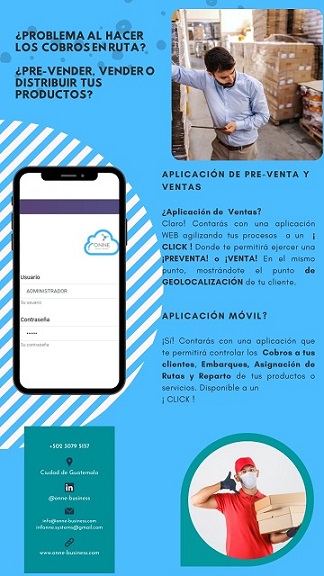 ¿PROBLEMA AL HACER
LOS COBROS EN RUTA?
¿PRE-VENDER, VENDER O
DISTRIBUIR TUS
PRODUCTOS?
APLICACIÓN DE PRE-VENTA Y
VENTAS
¿Aplicación de Ventas?
Claro! Contarás con una aplicación
WEB agilizando tus procesos a un ¡
CLICK ! Donde te permitirá ejercer una
¡PREVENTA! o ¡VENTA! En el mismo
punto, mostrándote el punto de
GEOLOCALIZACIÓN de tu cliente.
ONNE
Usuario
ADMINISTRADOR
Su usuario
Contraseña
•••••
Su contraseña
APLICACIÓN MÓVIL?
¡Sí! Contarás con una aplicación que
te permitirá controlar los Cobros a tus
clientes, Embarques, Asignación de
Rutas y Reparto de tus productos o
servicios. Disponible a un
¡ CLICK !
+502 3079 5157
Ciudad de Guatemala
@onne-business
info@onne-business.com
infonne.systems@gmail.com
www.onne-business.com